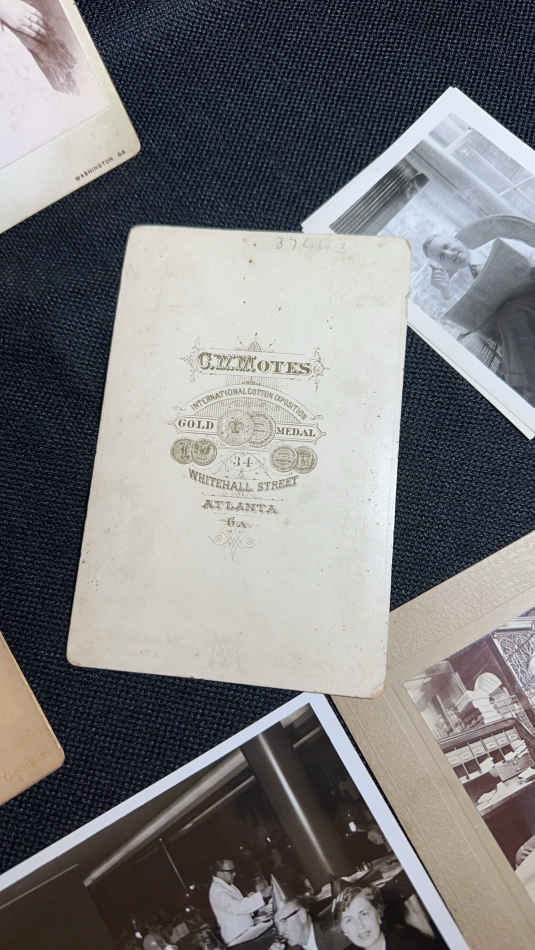 WASHINGTON, GA.
C.W. MOTES
INTERNATIONAL COTTON EXPOSITION
GOLD MEDAL
34
WHITEHALL STREET
ATLANTA
GA.